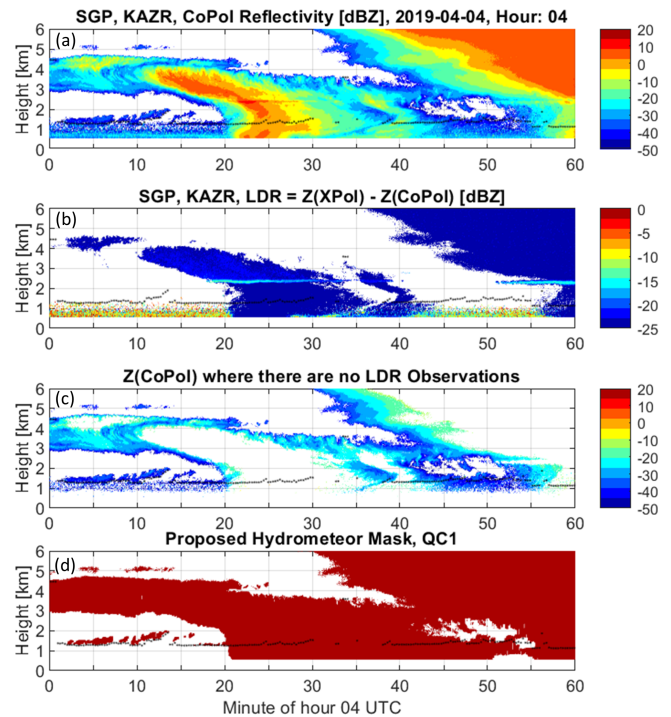 SGP, KAZR, CoPol Reflectivity [dBZ], 2019-04-04, Hour: 04
(a)
Height [km]
6
5
4
3
2
1
0
0 10 20 30 40 50 60
20
10
0
-10
-20
-30
-40
-50
SGP, KAZR, LDR = Z(XPol) - Z(CoPol) [dBZ]
(b)
Height [km]
6
5
4
3
2
1
0
0 10 20 30 40 50 60
0
-5
-10
-15
-20
-25
Z(CoPol) where there are no LDR Observations
(c)
Height [km]
6
5
4
3
2
1
0
0 10 20 30 40 50 60
20
10
0
-10
-20
-30
-40
-50
Proposed Hydrometeor Mask, QC1
(d)
Height [km]
6
5
4
3
2
1
0
0 10 20 30 40 50 60
Minute of hour 04 UTC